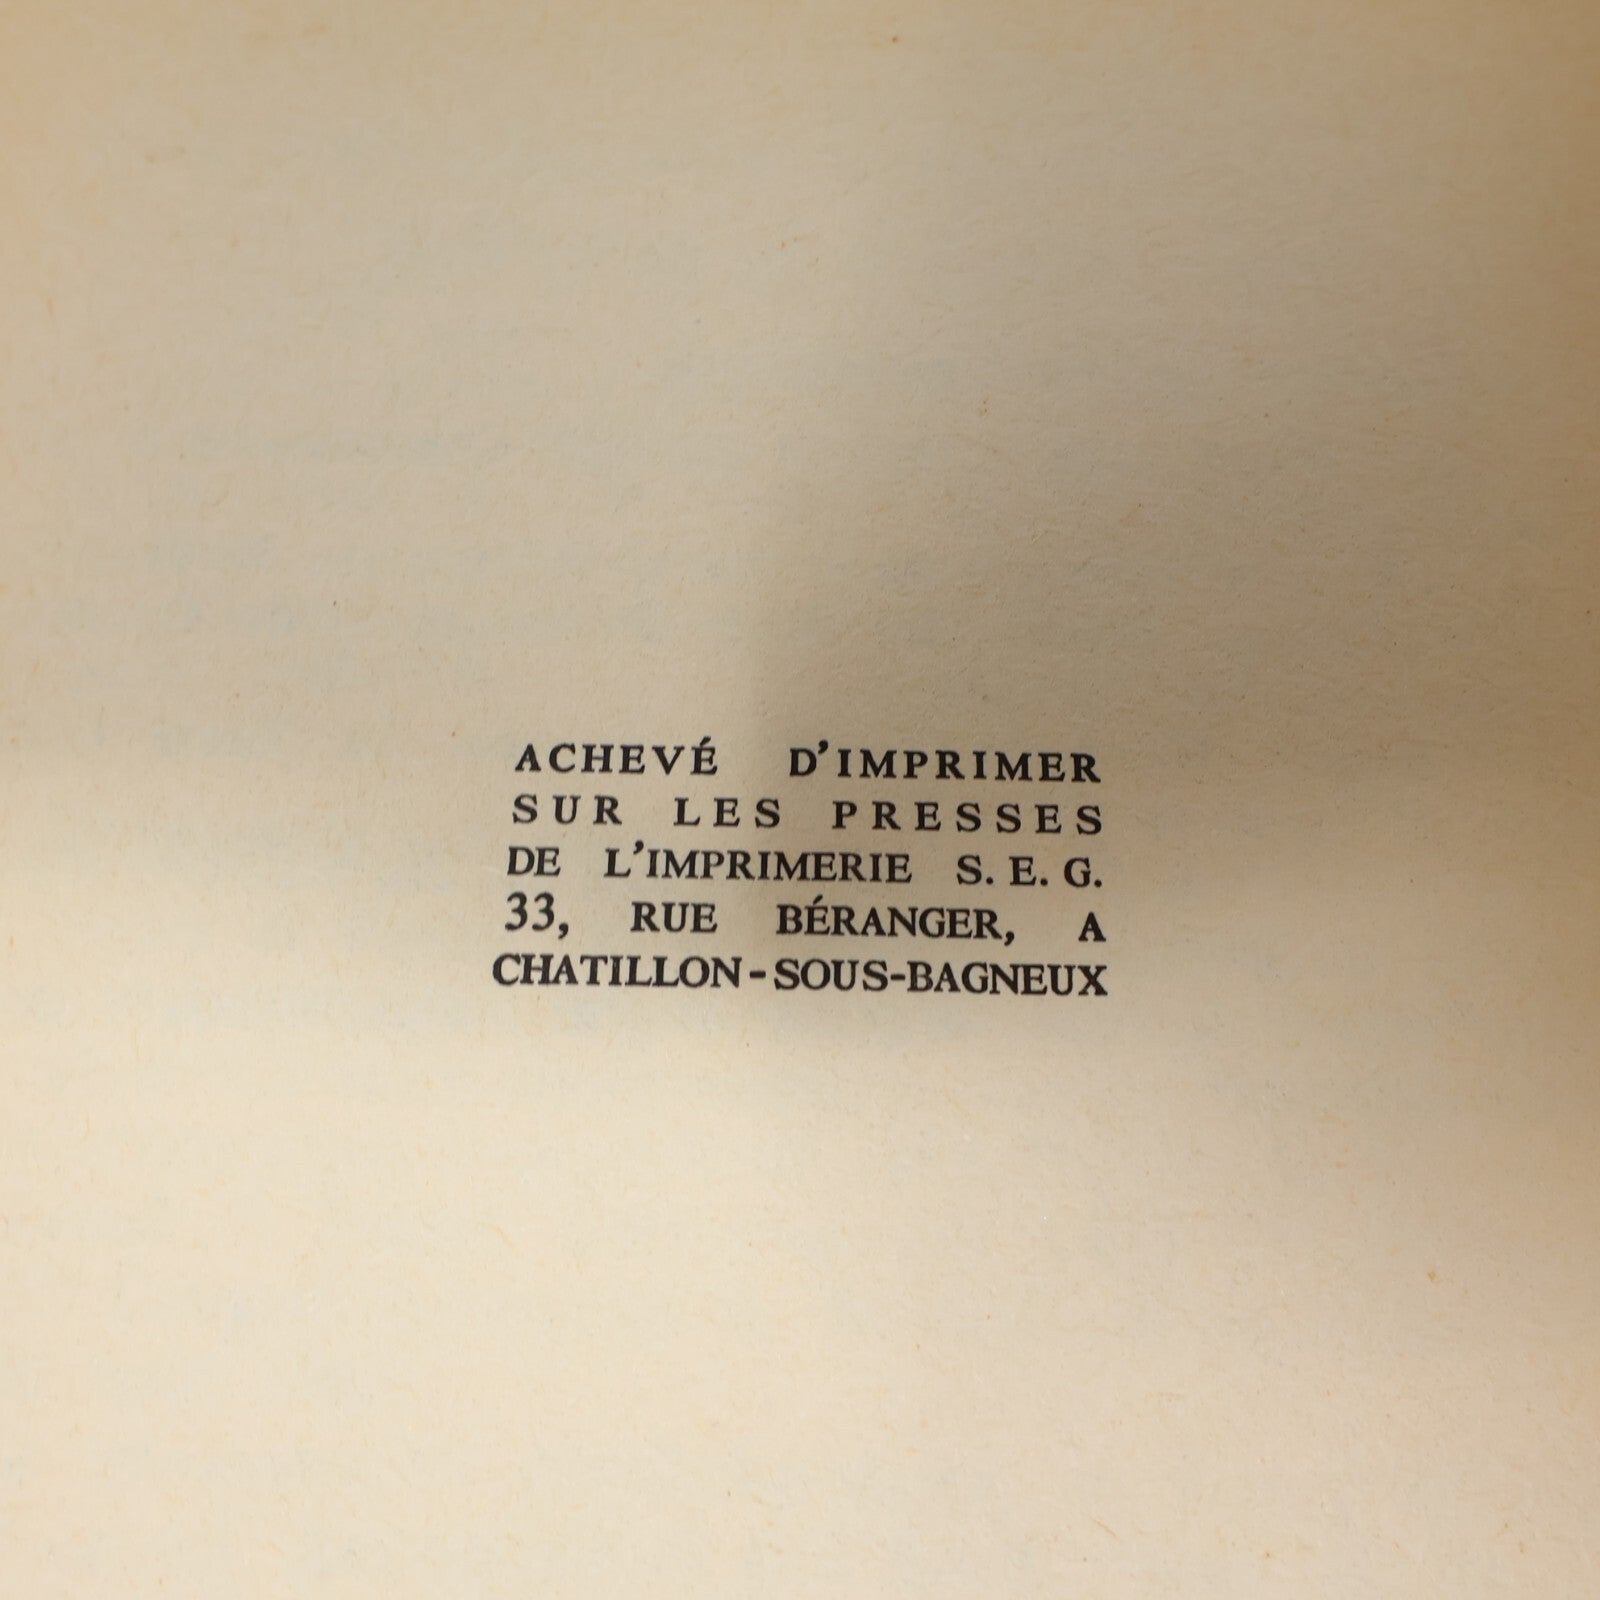 ACHEVÉ D'IMPRIMER
SUR LES PRESSES
DE L'IMPRIMERIE S. E. G.
33, RUE BÉRANGER, A
CHATILLON-SOUS-BAGNEUX